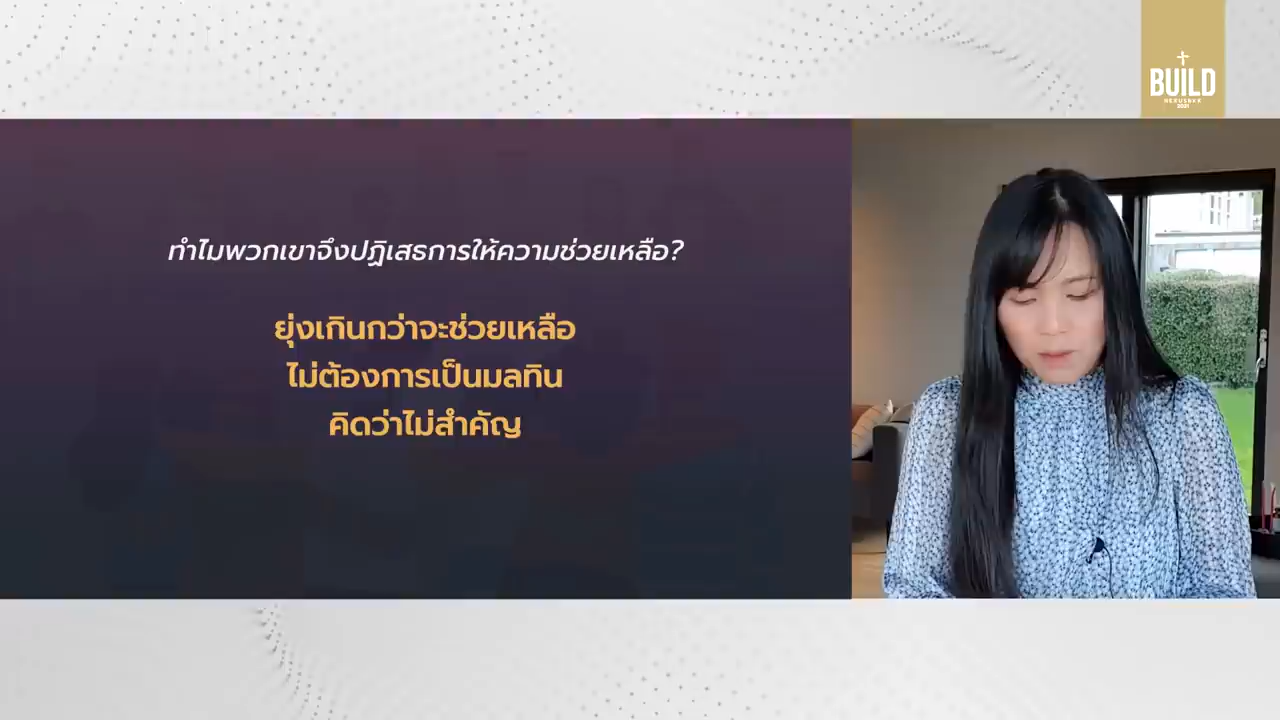 BUILD
2021
ทำไมพวกเขาจึงปฏิเสธการให้ความช่วยเหลือ?
ยุ่งเกินกว่าจะช่วยเหลือ
ไม่ต้องการเป็นมลทิน
คิดว่าไม่สำคัญ